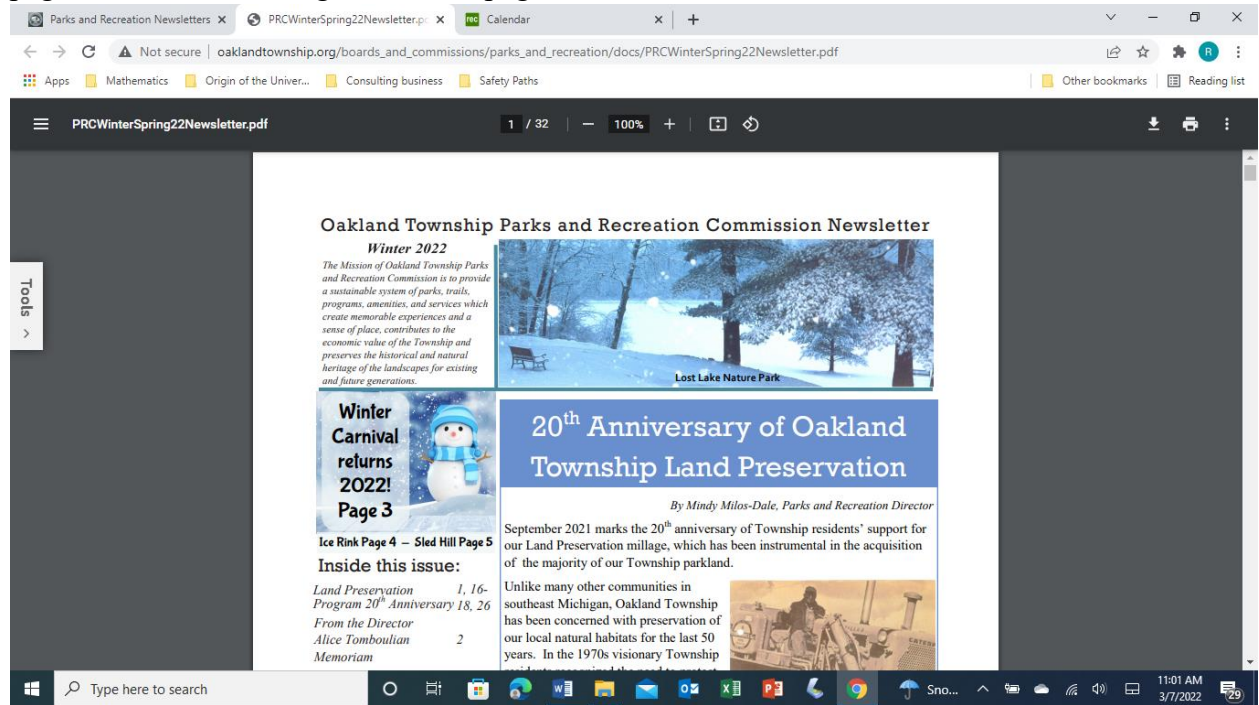 Parks and Recreation Newsletters
PRCWinterSpring22Newsletter.p
rec Calendar
Not secure | oaklandtownship.org/boards_and_commissions/parks_and_recreation/docs/PRCWinterSpring22Newsletter.pdf
R
Apps Mathematics Origin of the Univer... Consulting business Safety Paths Other bookmarks Reading list
PRCWinterSpring22Newsletter.pdf 1 / 32 | — 100% + |
Tools >
Oakland Township Parks and Recreation Commission Newsletter
Winter 2022
The Mission of Oakland Township Parks
and Recreation Commission is to provide
a sustainable system of parks, trails,
programs, amenities, and services which
create memorable experiences and a
sense of place, contributes to the
economic value of the Township and
preserves the historical and natural
heritage of the landscapes for existing
and future generations.
Lost Lake Nature Park
Winter
Carnival
returns
2022!
Page 3
Ice Rink Page 4 – Sled Hill Page 5
Inside this issue:
Land Preservation 1, 16-
Program 20th Anniversary 18, 26
From the Director
Alice Tomboulian 2
Memoriam
20th Anniversary of Oakland
Township Land Preservation
By Mindy Milos-Dale, Parks and Recreation Director
September 2021 marks the 20th anniversary of Township residents' support for
our Land Preservation millage, which has been instrumental in the acquisition
of the majority of our Township parkland.
Unlike many other communities in
southeast Michigan, Oakland Township
has been concerned with preservation of
our local natural habitats for the last 50
years. In the 1970s visionary Township
Type here to search
Sno...
11:01 AM
3/7/2022
29